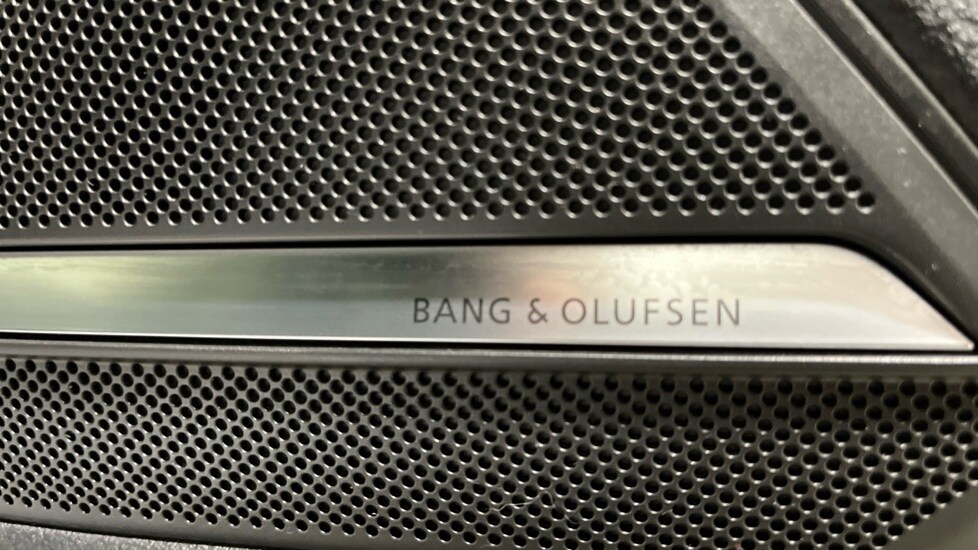 BANG & OLUFSEN